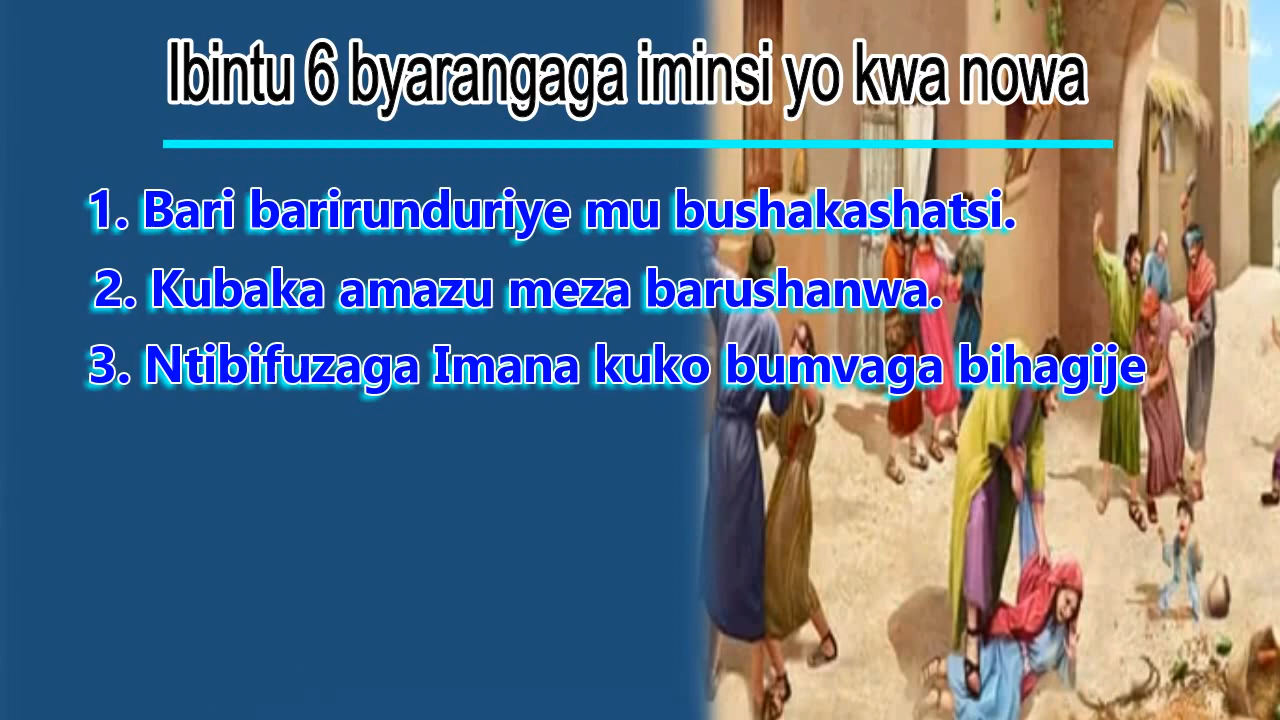 Ibintu 6 byarangaga iminsi yo kwa nowa
1. Bari barirunduriye mu bushakashatsi.
2. Kubaka amazu meza barushanwa.
3. Ntibifuzaga Imana kuko bumvaga bihagije